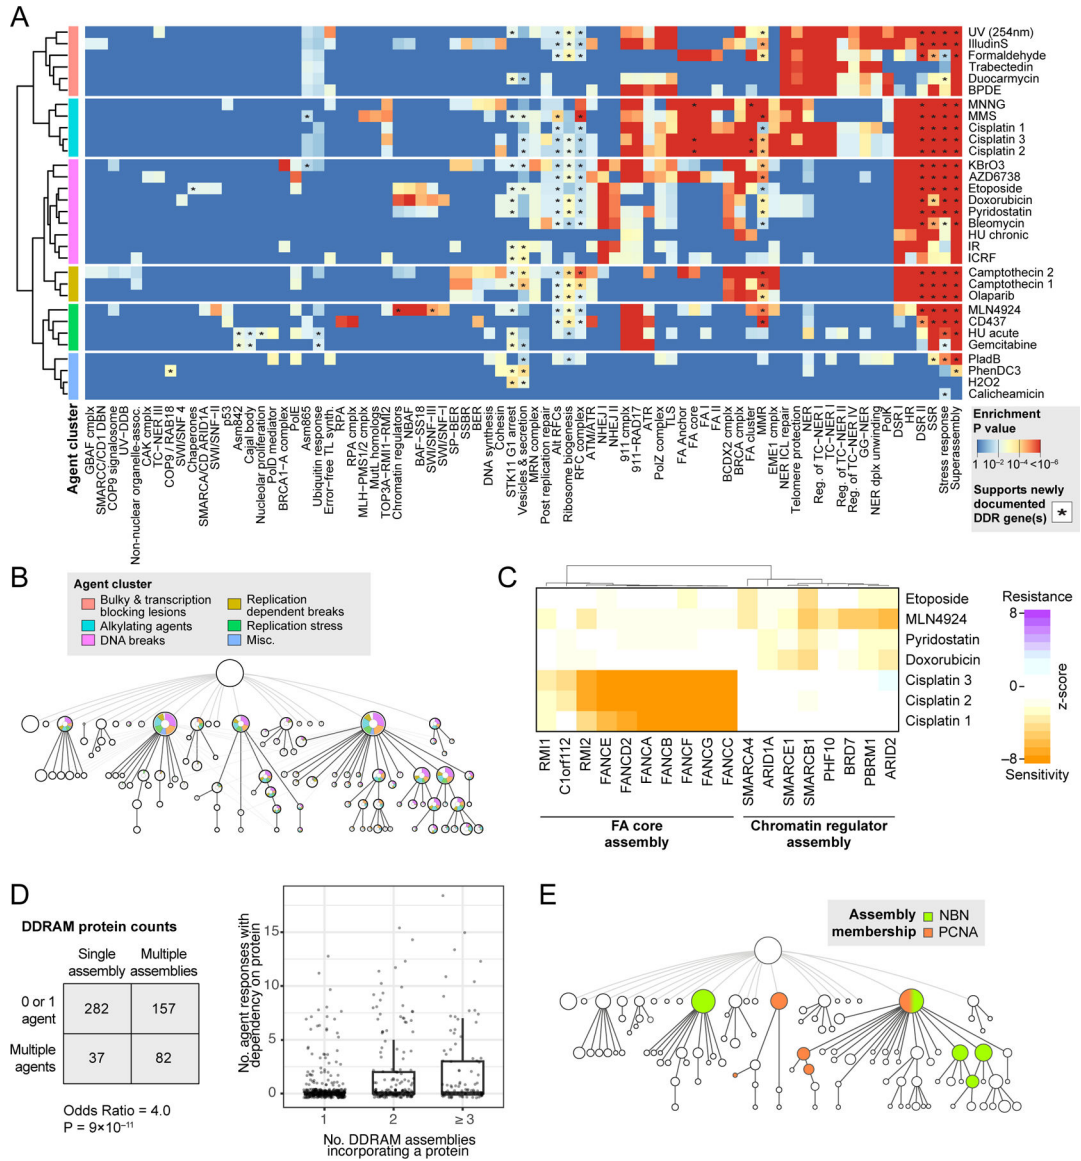 A
UV (254nm)
IlludinS
Formaldehyde
Trabectedin
Duocarmycin
BPDE
MNNG
MMS
Cisplatin 1
Cisplatin 3
Cisplatin 2
KBrO3
AZD6738
Etoposide
Doxorubicin
Pyridostatin
Bleomycin
HU chronic
IR
ICRF
Camptothecin 2
Camptothecin 1
Olaparib
MLN4924
CD437
HU acute
Gemcitabine
PladB
PhenDC3
H2O2
Calicheamicin
Agent cluster
GBAF cmplx
SMARCC/CD1 DBN
COP9 signalosome
UV-DDB
Non-nuclear organelle-assoc.
CAK cmplx
TC-NER III
COP9 / RAB18
SWI/SNF 4
Chaperones
SMARCA/CD ARID1A
SWI/SNF-II
p53
Asm842
Cajal body
Nucleolar proliferation
PolD mediator
BRCA1-A complex
PolE
Asm865
Ubiquitin response
Error-free TL synth.
RPA
RPA cmplx
MLH-PMS1/2 cmplx
MutL homologs
TOP3A-RMI1-RMI2
Chromatin regulators
NBAF
BAF-SS18
SWI/SNF-III
SWI/SNF-I
SP-BER
SSBR
BER
DNA synthesis
Cohesin
STK11 G1 arrest
Vesicles & secretion
MRN complex
Post replication repair
Alt RFCs
Ribosome biogenesis
RFC complex
ATM/ATR
NHEJ I
NHEJ II
911 cmplx
911-RAD17
ATR
PolZ complex
TLS
FA Anchor
FA core
FA I
FA II
BCDX2 cmplx
BRCA cmplx
FA cluster
MMR
EME1 cmplx
NER ICL repair
Telomere protection
NER
Reg. of TC-NER I
TC-NER I
Reg. of TC-NER II
Reg. of TC-NER IV
GG-NER
NER dplx unwinding
PolK
DSR I
HR
DSR II
SSR
Stress response
Superassembly
Enrichment
P value
1 10⁻² 10⁻⁴ <10⁻⁶
Supports newly
documented
DDR gene(s) *
B
Agent cluster
Bulky & transcription
blocking lesions
Alkylating agents
DNA breaks
Replication
dependent breaks
Replication stress
Misc.
C
Etoposide
MLN4924
Pyridostatin
Doxorubicin
Cisplatin 3
Cisplatin 2
Cisplatin 1
RMI1
C1orf112
RMI2
FANCE
FANCD2
FANCA
FANCB
FANCF
FANCG
FANCC
SMARCA4
ARID1A
SMARCE1
SMARCB1
PHF10
BRD7
PBRM1
ARID2
FA core
assembly
Chromatin regulator
assembly
Resistance
8
0
−8
Sensitivity
z-score
D
DDRAM protein counts
Single
assembly
Multiple
assemblies
0 or 1
agent
282
157
Multiple
agents
37
82
Odds Ratio = 4.0
P = 9×10⁻¹¹
No. agent responses with
dependency on protein
15
10
5
0
1
2
≥ 3
No. DDRAM assemblies
incorporating a protein
E
Assembly
membership
NBN
PCNA